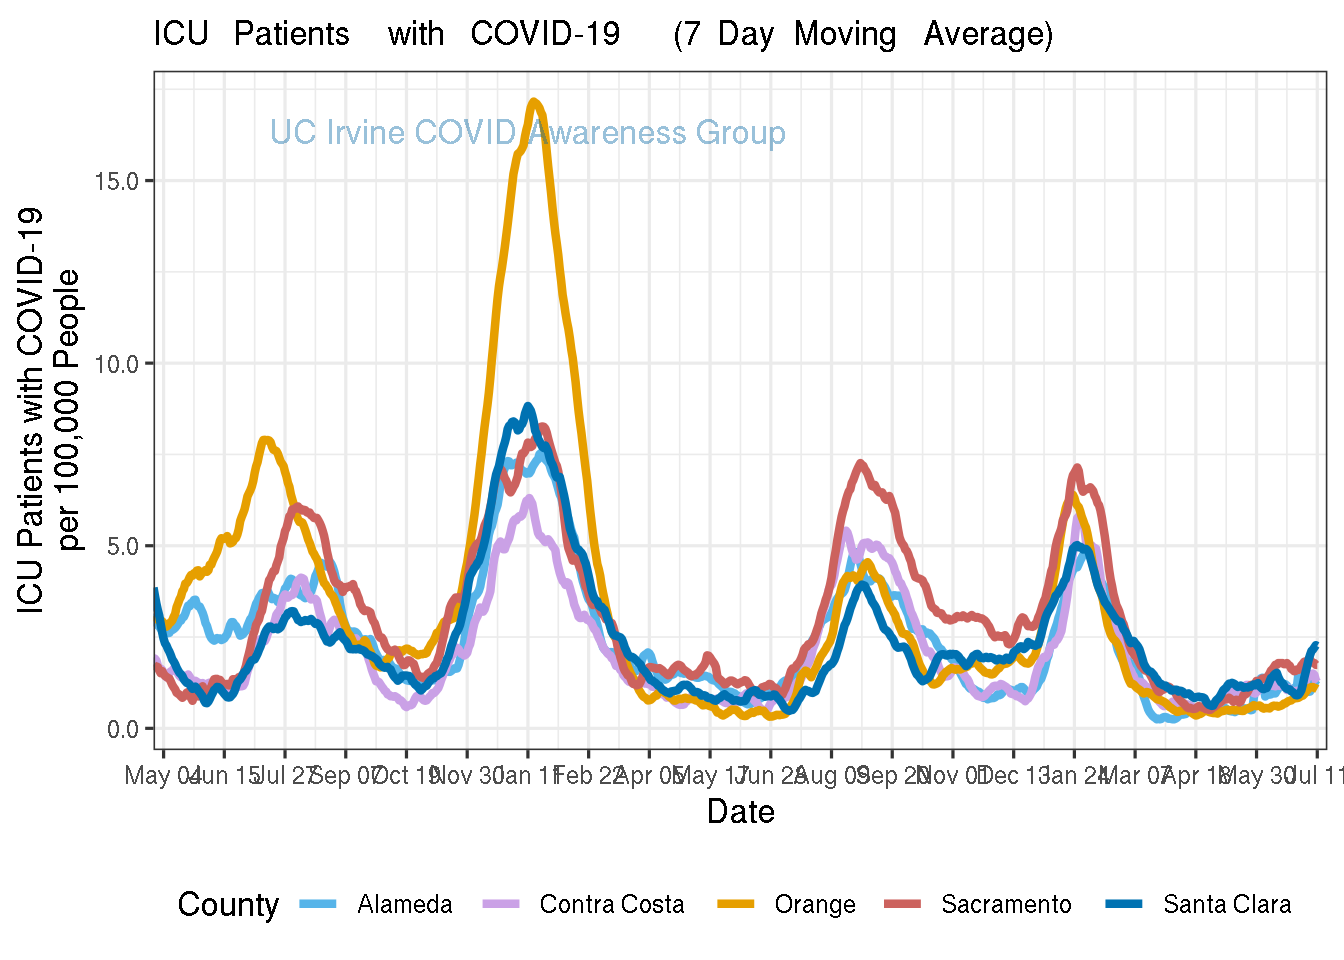 ICU Patients with COVID-19 (7 Day Moving Average)
UC Irvine COVID Awareness Group
ICU Patients with COVID-19
per 100,000 People
15.0
10.0
5.0
0.0
May 04 Jun 15 Jul 27 Sep 07 Oct 19 Nov 30 Jan 11 Feb 22 Apr 05 May 17 Jun 28 Aug 09 Sep 20 Nov 01 Dec 13 Jan 24 Mar 07 Apr 18 May 30 Jul 11
Date
County Alameda Contra Costa Orange Sacramento Santa Clara